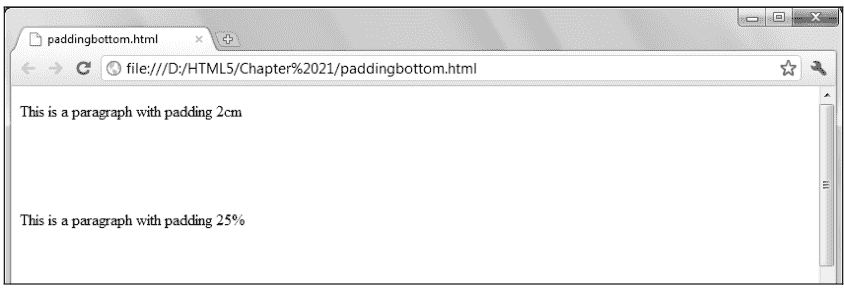 paddingbottom.html
file:///D:/HTML5/Chapter%2021/paddingbottom.html
This is a paragraph with padding 2cm
This is a paragraph with padding 25%